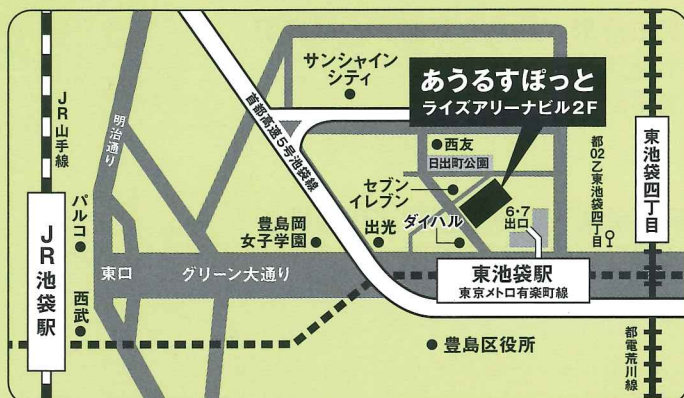 サンシャイン
シティ
あうるすぽっと
ライズアリーナビル2F
JR山手線
明治通り
首都高速5号池袋線
西友
日出町公園
都02乙東池袋四丁目
東池袋四丁目
パルコ
セブン
イレブン
ダイハル
6・7
出口
豊島岡
女子学園
出光
JR池袋駅
東口
グリーン大通り
東池袋駅
東京メトロ有楽町線
西武
豊島区役所
都電荒川線